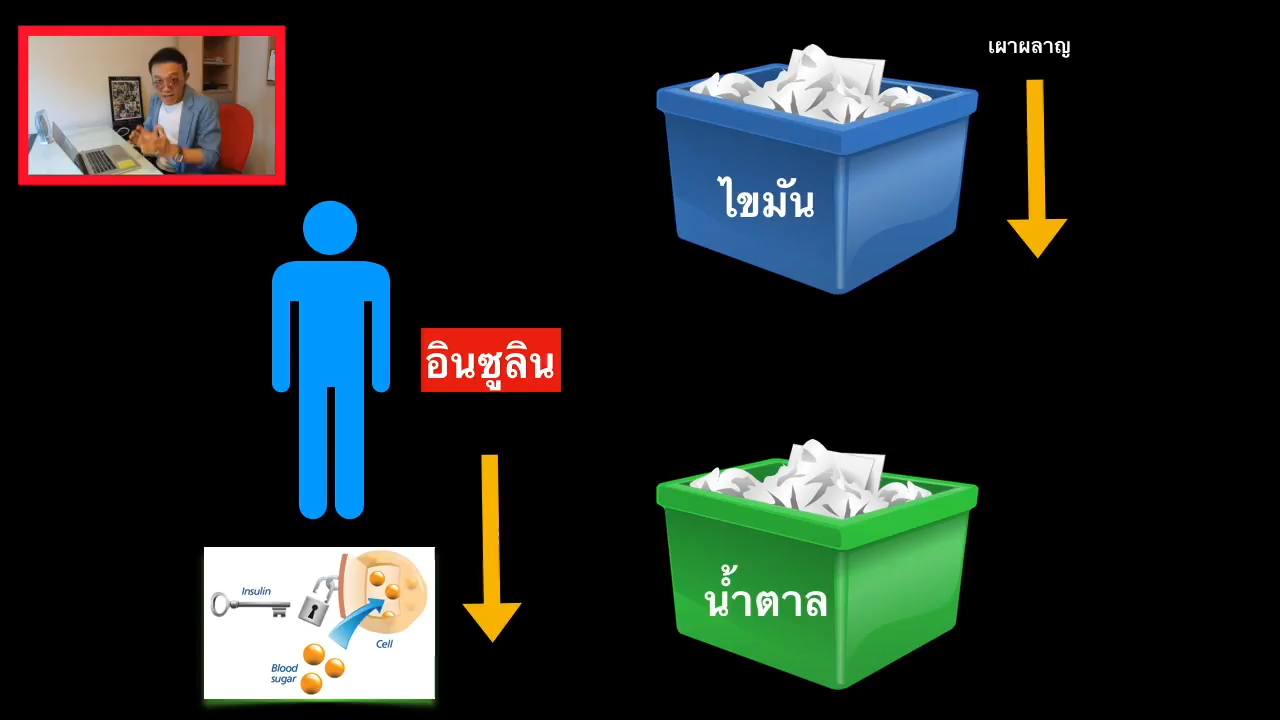 เผาผลาญ
ไขมัน
อินซูลิน
น้ำตาล
Insulin
Cell
Blood
sugar